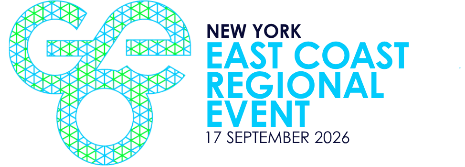 NEW YORK
EAST COAST
REGIONAL
EVENT
17 SEPTEMBER 2026